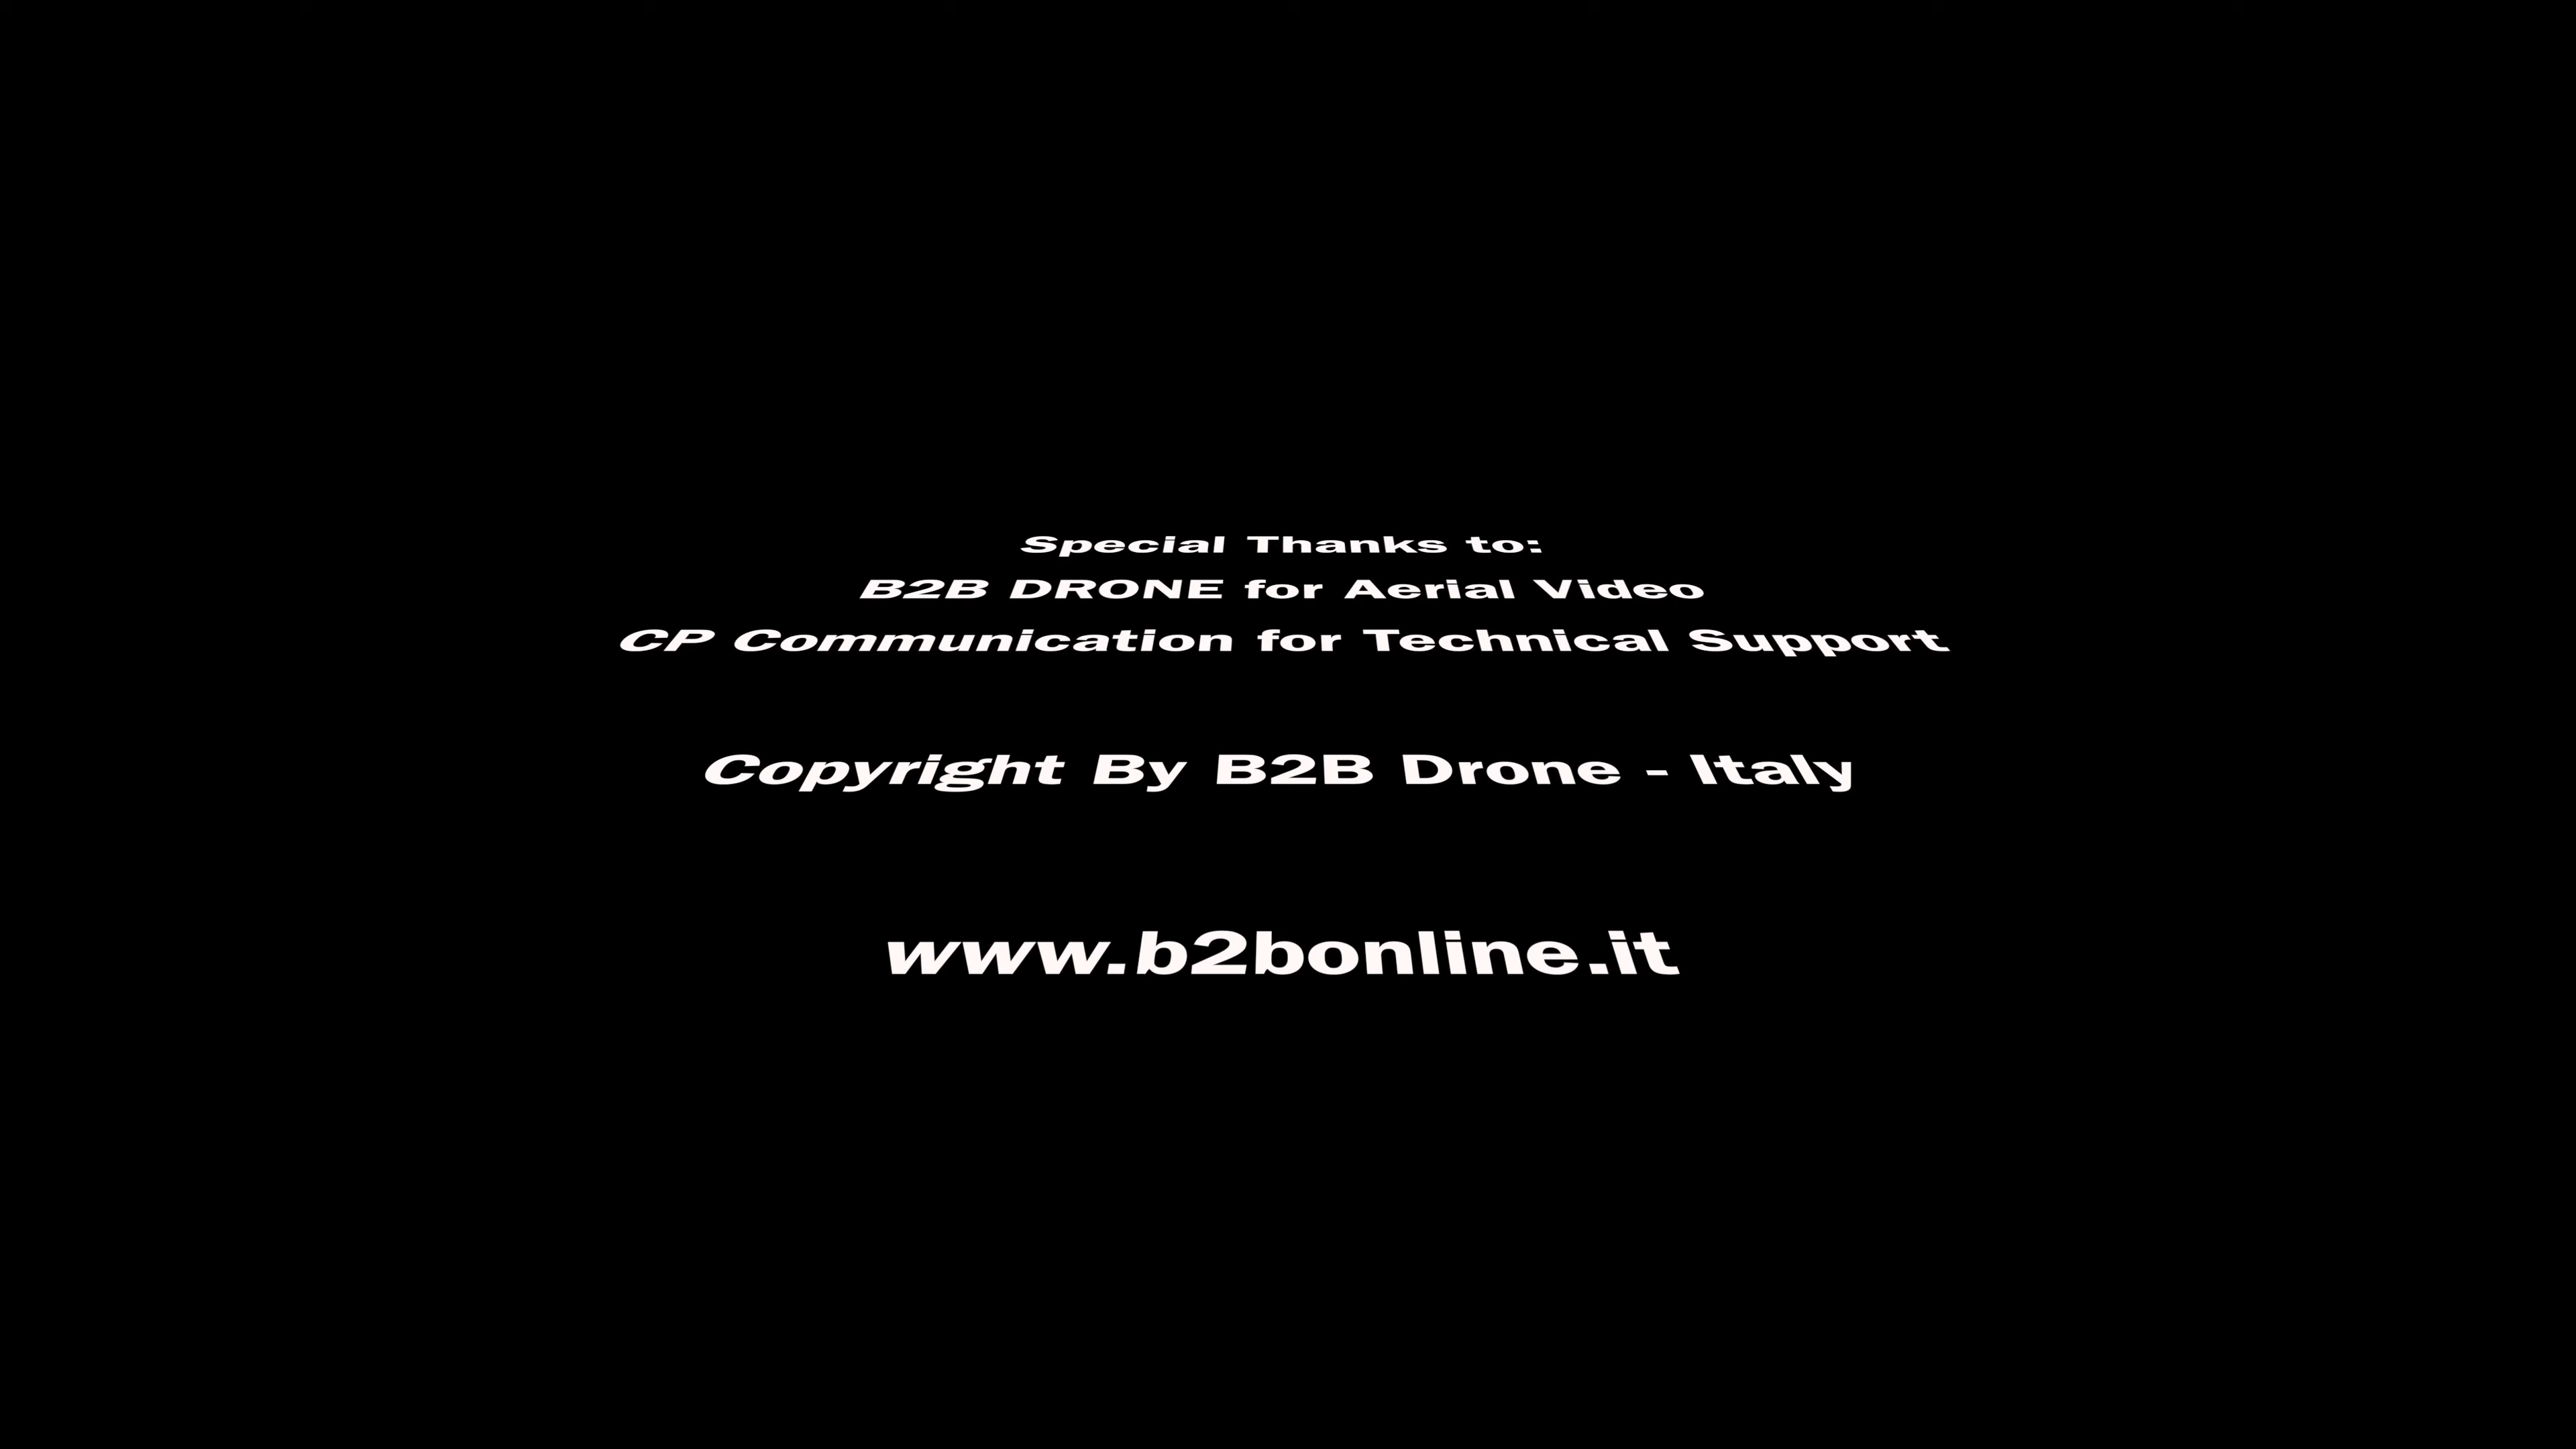 Special Thanks to:
B2B DRONE for Aerial Video
CP Communication for Technical Support
Copyright By B2B Drone - Italy
www.b2bonline.it